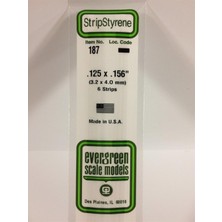 StripStyrene
Item No. Loc. Code
187
.125 x .156"
(3.2 x 4.0 mm)
6 Strips
Made in U.S.A.
evergreen
scale models
Des Plaines, IL 60018